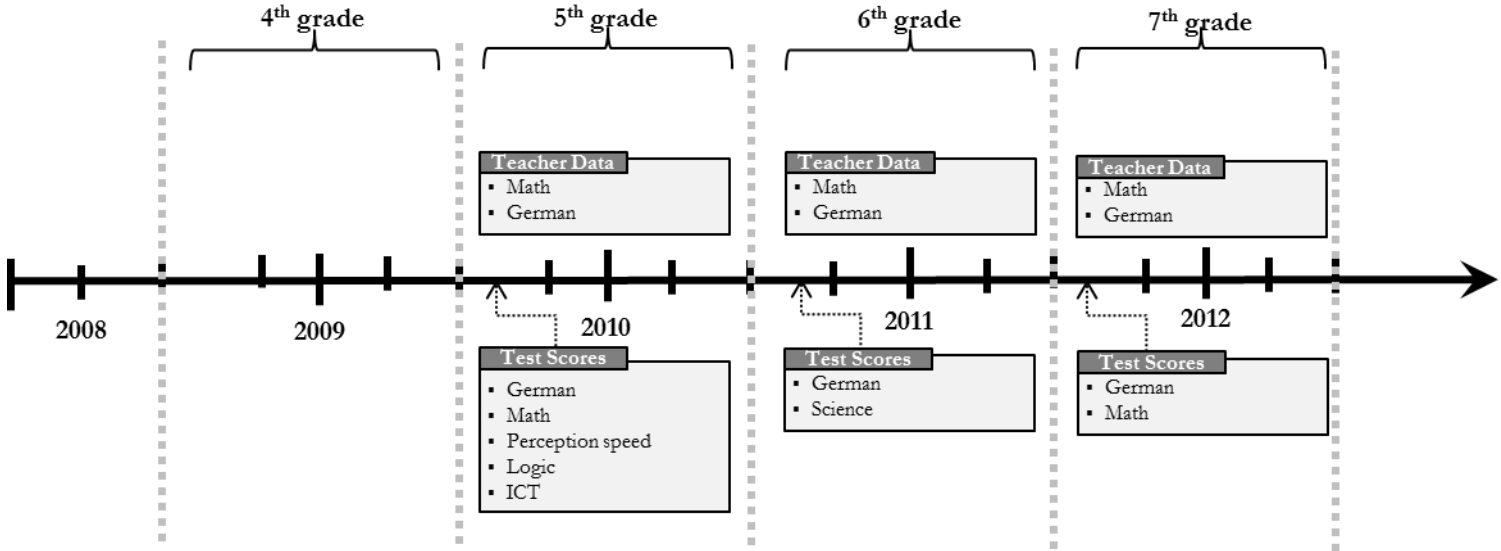 4th grade
5th grade
6th grade
7th grade
Teacher Data
▪ Math
▪ German
Teacher Data
▪ Math
▪ German
Teacher Data
▪ Math
▪ German
2008
2009
2010
2011
2012
Test Scores
▪ German
▪ Math
▪ Perception speed
▪ Logic
▪ ICT
Test Scores
▪ German
▪ Science
Test Scores
▪ German
▪ Math